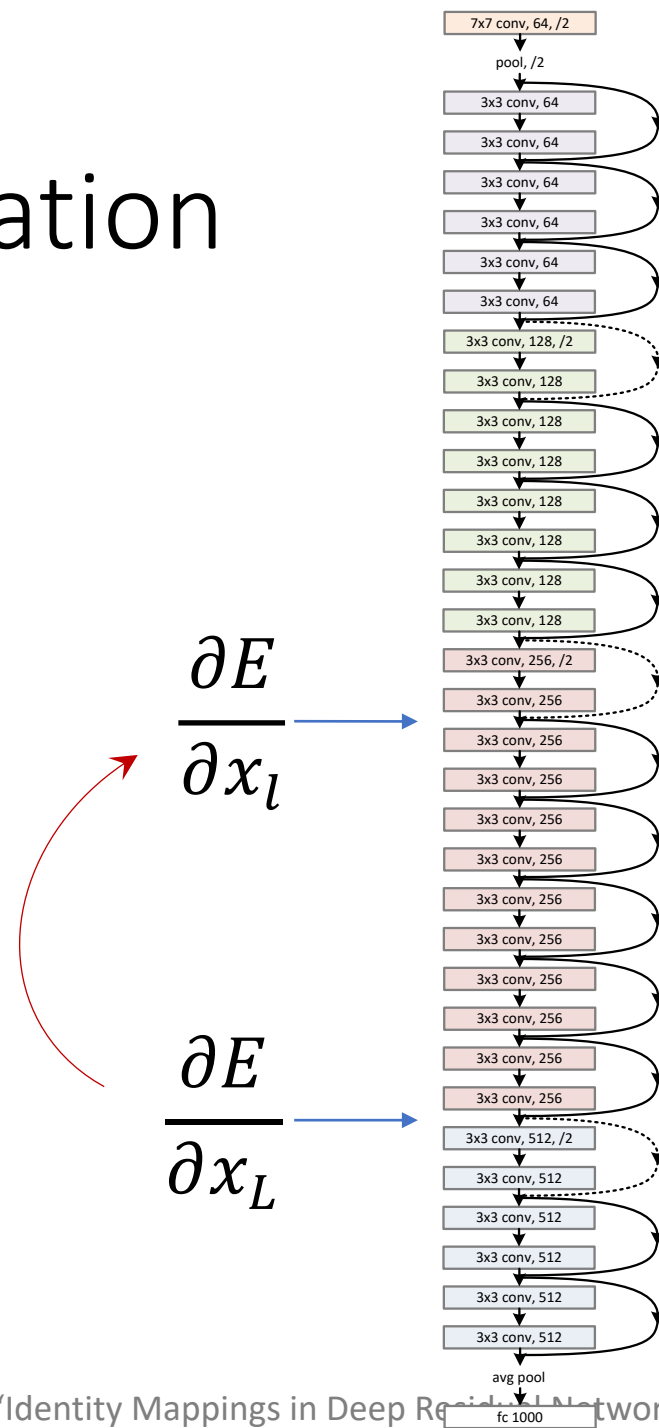 7x7 conv, 64, /2
pool, /2
3x3 conv, 64
3x3 conv, 64
3x3 conv, 64
ation
3x3 conv, 64
3x3 conv, 64
3x3 conv, 64
3x3 conv, 128, /2
3x3 conv, 128
3x3 conv, 128
3x3 conv, 128
3x3 conv, 128
3x3 conv, 128
3x3 conv, 128
3x3 conv, 128
3x3 conv, 256, /2
3x3 conv, 256
∂E
∂x_l
3x3 conv, 256
3x3 conv, 256
3x3 conv, 256
3x3 conv, 256
3x3 conv, 256
3x3 conv, 256
3x3 conv, 256
3x3 conv, 256
3x3 conv, 256
3x3 conv, 256
∂E
∂x_L
3x3 conv, 512, /2
3x3 conv, 512
3x3 conv, 512
3x3 conv, 512
3x3 conv, 512
3x3 conv, 512
avg pool
"Identity Mappings in Deep Residual Networ
fc 1000